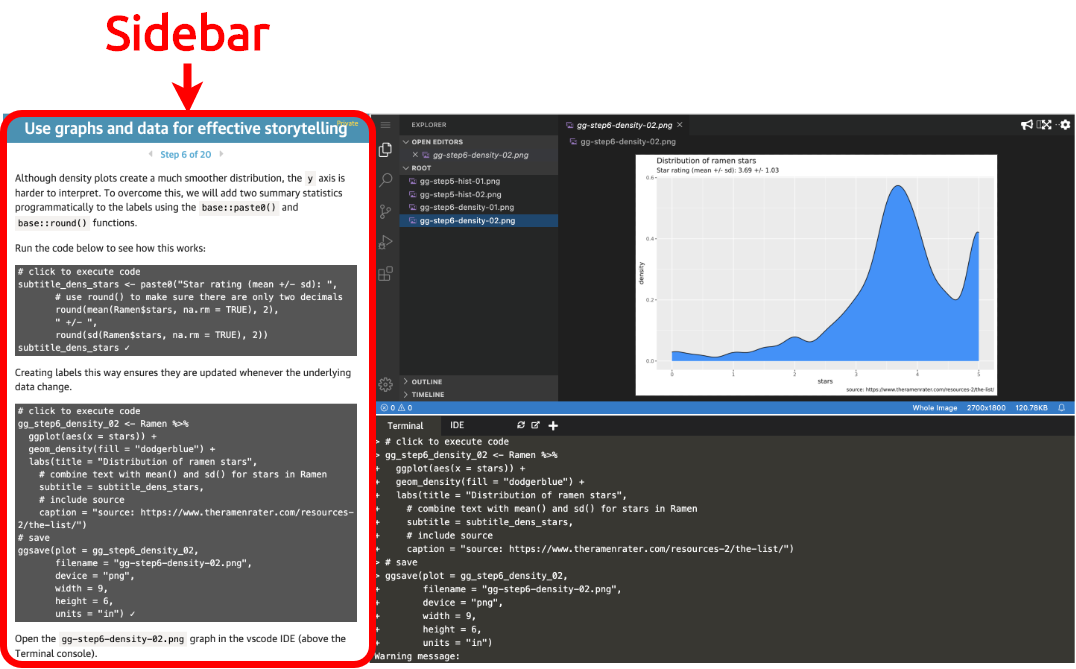 Sidebar
Use graphs and data for effective storytelling
Private
Step 6 of 20
Although density plots create a much smoother distribution, the y axis is
harder to interpret. To overcome this, we will add two summary statistics
programmatically to the labels using the base::paste0() and
base::round() functions.
Run the code below to see how this works:
# click to execute code
subtitle_dens_stars <- paste0("Star rating (mean +/- sd): ",
# use round() to make sure there are only two decimals
round(mean(Ramen$stars, na.rm = TRUE), 2),
" +/- ",
round(sd(Ramen$stars, na.rm = TRUE), 2))
subtitle_dens_stars ✓
Creating labels this way ensures they are updated whenever the underlying
data change.
# click to execute code
gg_step6_density_02 <- Ramen %>%
ggplot(aes(x = stars)) +
geom_density(fill = "dodgerblue") +
labs(title = "Distribution of ramen stars",
# combine text with mean() and sd() for stars in Ramen
subtitle = subtitle_dens_stars,
# include source
caption = "source: https://www.theramenrater.com/resources-
2/the-list/")
# save
ggsave(plot = gg_step6_density_02,
filename = "gg-step6-density-02.png",
device = "png",
width = 9,
height = 6,
units = "in") ✓
Open the gg-step6-density-02.png graph in the vscode IDE (above the
Terminal console).
EXPLORER
OPEN EDITORS
gg-step6-density-02.png
ROOT
gg-step5-hist-01.png
gg-step5-hist-02.png
gg-step6-density-01.png
gg-step6-density-02.png
OUTLINE
TIMELINE
gg-step6-density-02.png
gg-step6-density-02.png
Distribution of ramen stars
Star rating (mean +/- sd): 3.69 +/- 1.03
0.6
0.4
0.2
0.0
density
0 1 2 3 4 5
stars
source: https://www.theramenrater.com/resources-2/the-list/
0 0
Whole Image 2700x1800 120.76KB
Terminal IDE
> # click to execute code
> gg_step6_density_02 <- Ramen %>%
+ ggplot(aes(x = stars)) +
+ geom_density(fill = "dodgerblue") +
+ labs(title = "Distribution of ramen stars",
+ # combine text with mean() and sd() for stars in Ramen
+ subtitle = subtitle_dens_stars,
+ # include source
+ caption = "source: https://www.theramenrater.com/resources-2/the-list/")
> # save
> ggsave(plot = gg_step6_density_02,
+ filename = "gg-step6-density-02.png",
+ device = "png",
+ width = 9,
+ height = 6,
+ units = "in")
Warning message: